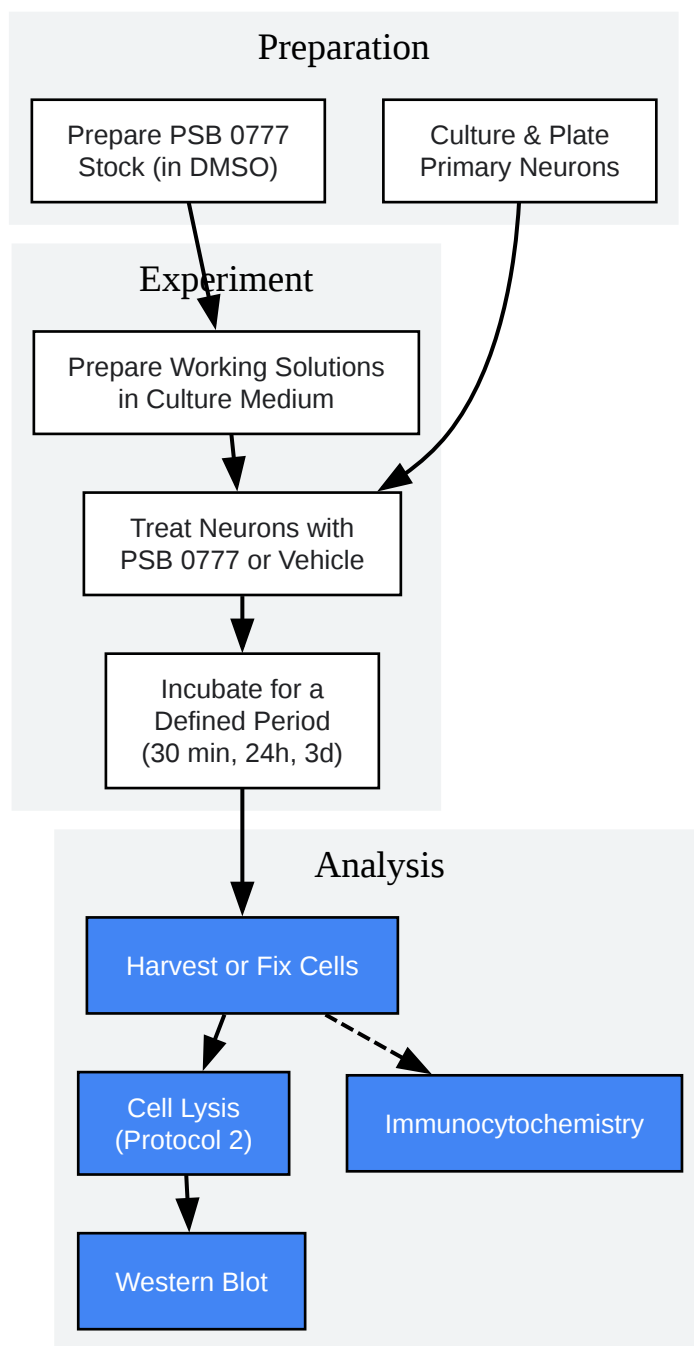 Preparation
Prepare PSB 0777
Stock (in DMSO)
Culture & Plate
Primary Neurons
Experiment
Prepare Working Solutions
in Culture Medium
Treat Neurons with
PSB 0777 or Vehicle
Incubate for a
Defined Period
(30 min, 24h, 3d)
Analysis
Harvest or Fix Cells
Cell Lysis
(Protocol 2)
Immunocytochemistry
Western Blot